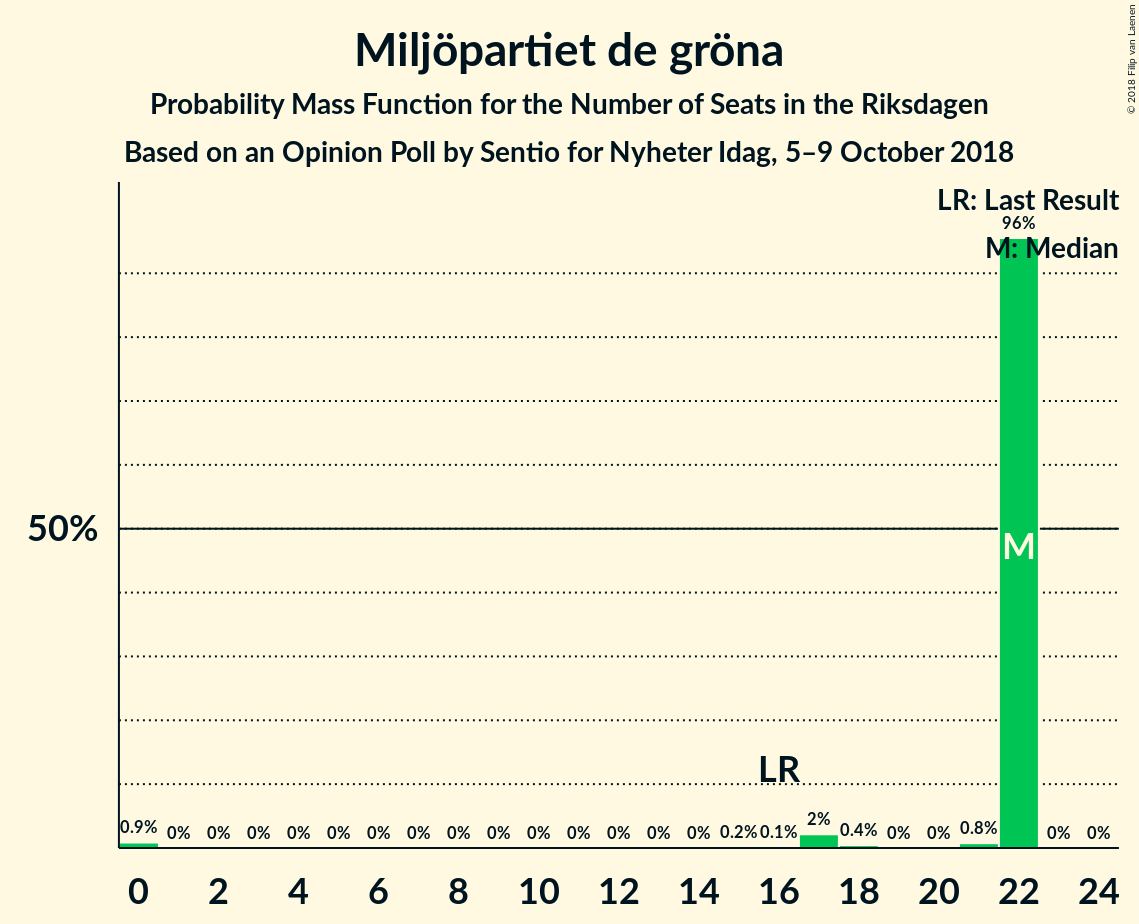 Miljöpartiet de gröna
Probability Mass Function for the Number of Seats in the Riksdagen
Based on an Opinion Poll by Sentio for Nyheter Idag, 5–9 October 2018
© 2018 Filip van Laenen
LR: Last Result
96%
M: Median
50%
M
LR
0.9% 0% 0% 0% 0% 0% 0% 0% 0% 0% 0% 0% 0% 0% 0% 0.2% 0.1% 2% 0.4% 0% 0% 0.8% 0% 0%
0 2 4 6 8 10 12 14 16 18 20 22 24